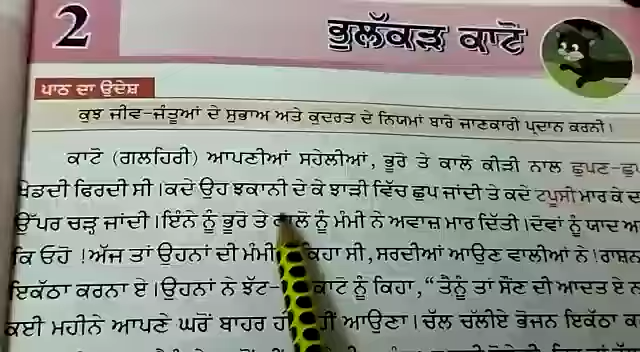 2
ਭੁਲੱਕੜ ਕਾਟੋ
ਪਾਠ ਦਾ ਉਦੇਸ਼
ਕੁਝ ਜੀਵ-ਜੰਤੂਆਂ ਦੇ ਸੁਭਾਅ ਅਤੇ ਕੁਦਰਤ ਦੇ ਨਿਯਮਾਂ ਬਾਰੇ ਜਾਣਕਾਰੀ ਪ੍ਰਦਾਨ ਕਰਨੀ।
ਕਾਟੋ (ਗਲਹਿਰੀ) ਆਪਣੀਆਂ ਸਹੇਲੀਆਂ, ਭੂਰੋ ਤੇ ਕਾਲੋ ਕੀੜੀ ਨਾਲ ਛੁਪਣ-
ਖੇਡਦੀ ਫਿਰਦੀ ਸੀ। ਕਦੇ ਉਹ ਝਕਾਨੀ ਦੇ ਕੇ ਝਾੜੀ ਵਿੱਚ ਛੁਪ ਜਾਂਦੀ ਤੇ ਕਦੇ ਟਪੂਸੀ ਮਾਰ ਕੇ
ਉੱਪਰ ਚੜ੍ਹ ਜਾਂਦੀ। ਇੰਨੇ ਨੂੰ ਭੂਰੋ ਤੇ ਨੂੰ ਮੰਮੀ ਨੇ ਅਵਾਜ਼ ਮਾਰ ਦਿੱਤੀ। ਦੋਵਾਂ ਨੂੰ ਯਾਦ
ਕਿ ਓਹੋ ! ਅੱਜ ਤਾਂ ਉਹਨਾਂ ਦੀ ਮੰਮੀ ਕਿਹਾ ਸੀ, ਸਰਦੀਆਂ ਆਉਣ ਵਾਲੀਆਂ ਨੇ ! ਰਾਸ਼ਨ
ਇਕੱਠਾ ਕਰਨਾ ਏ। ਉਹਨਾਂ ਨੇ ਝੱਟ- ਕਾਟੋ ਨੂੰ ਕਿਹਾ, “ਤੈਨੂੰ ਤਾਂ ਸੌਣ ਦੀ ਆਦਤ ਏ
ਕਈ ਮਹੀਨੇ ਆਪਣੇ ਘਰੋਂ ਬਾਹਰ ਆਉਣਾ। ਚੱਲ ਚੱਲੀਏ ਭੋਜਨ ਇਕੱਠਾ